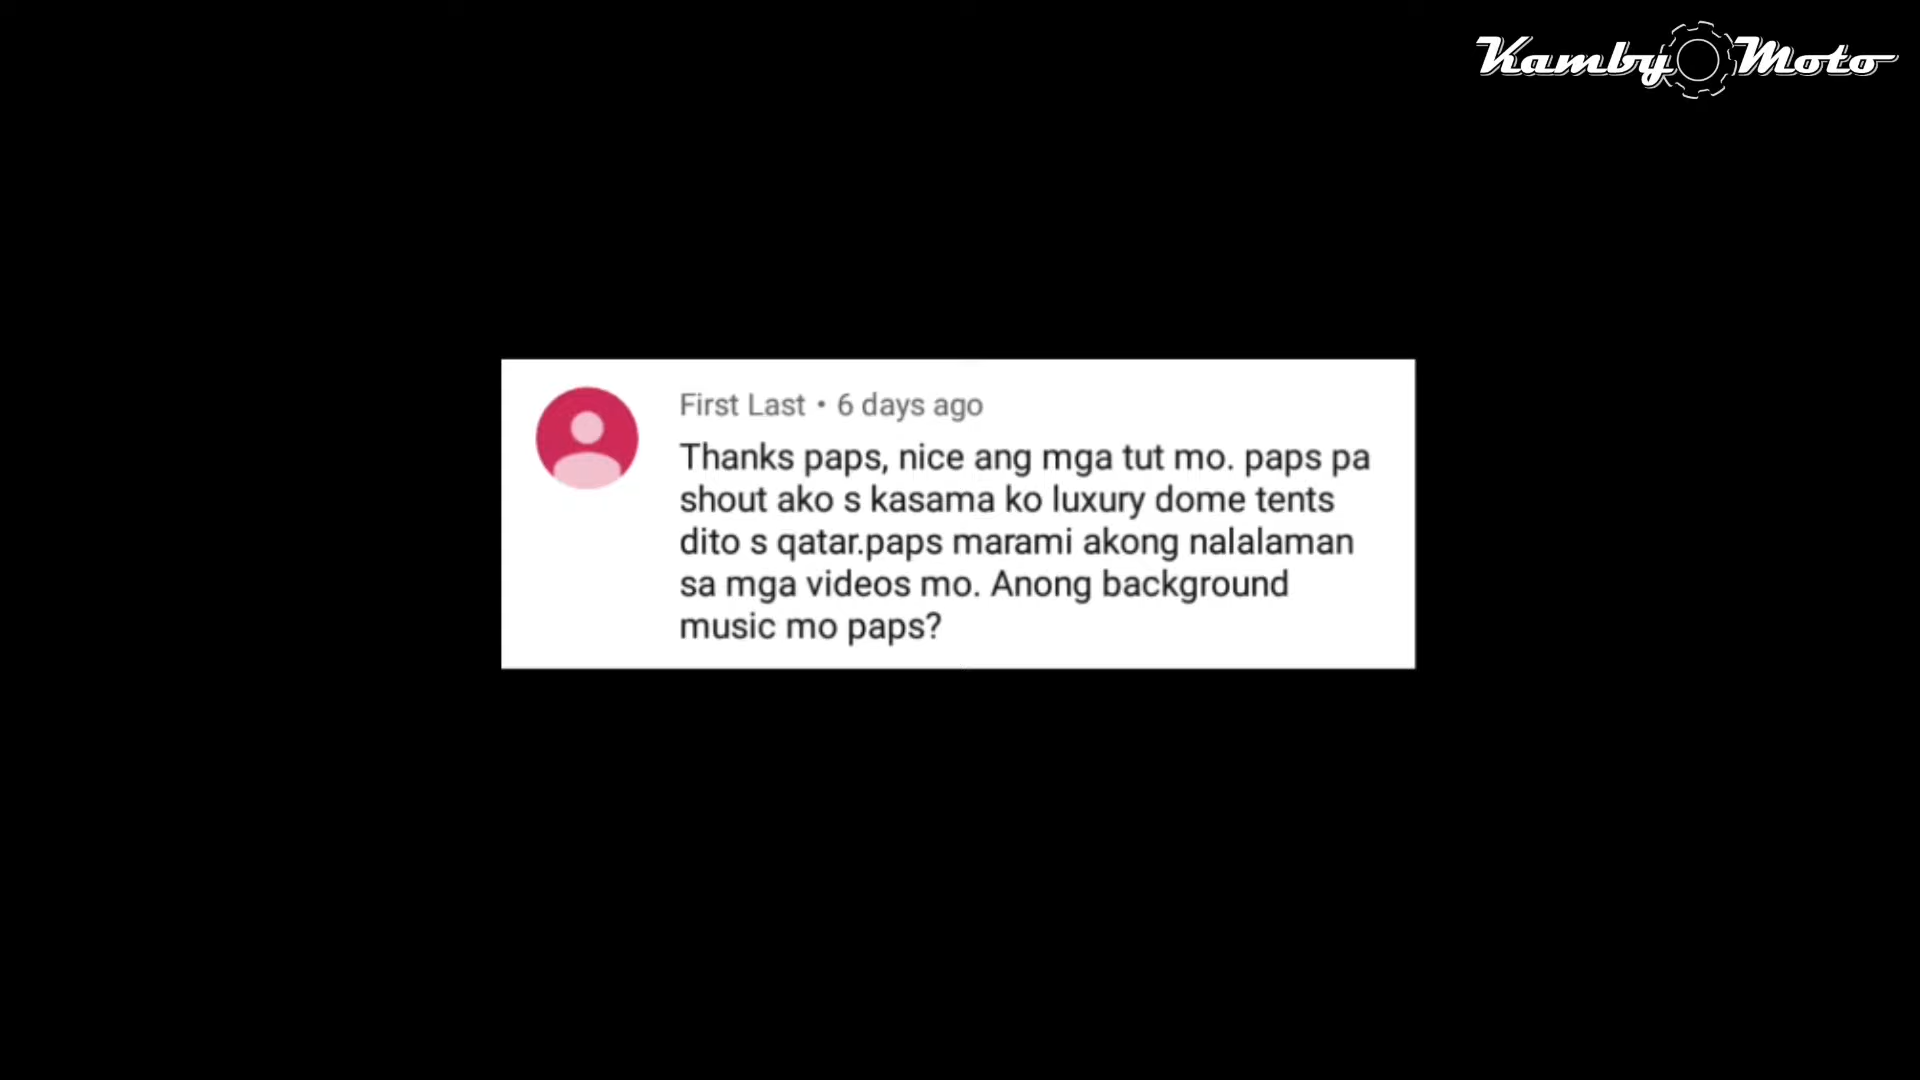 Kamby Moto
First Last • 6 days ago
Thanks paps, nice ang mga tut mo. paps pa
shout ako s kasama ko luxury dome tents
dito s qatar.paps marami akong nalalaman
sa mga videos mo. Anong background
music mo paps?